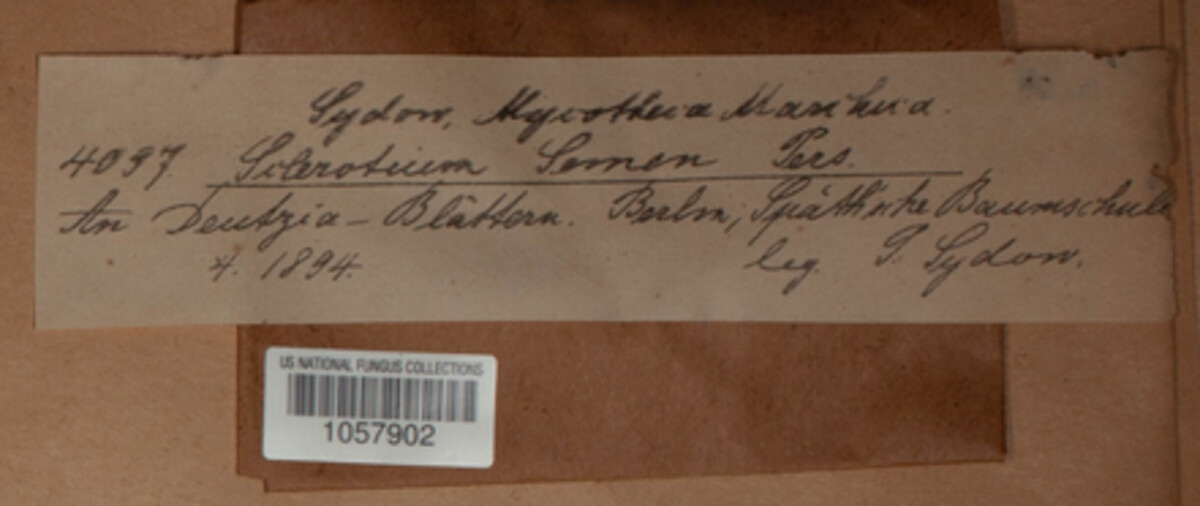 Sydow, Mycotheca Marchica.
4097. Sclerotium Semen Pers.
An Deutzia-Blättern. Berlin, Späth'sche Baumschule
4. 1894. leg. P. Sydow.
US NATIONAL FUNGUS COLLECTIONS
1057902